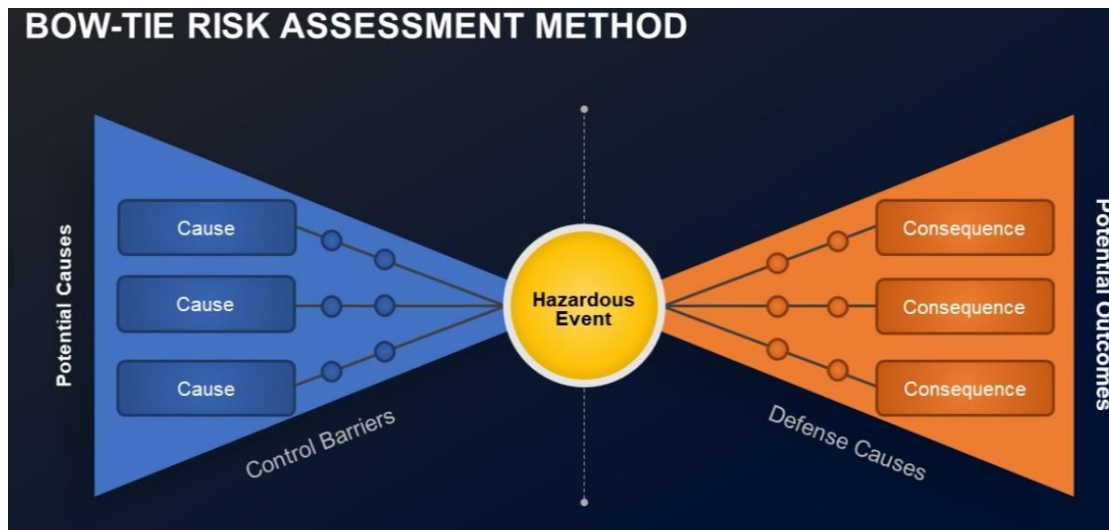 BOW-TIE RISK ASSESSMENT METHOD
Potential Causes
Cause
Cause
Cause
Control Barriers
Hazardous
Event
Consequence
Consequence
Consequence
Defense Causes
Potential Outcomes